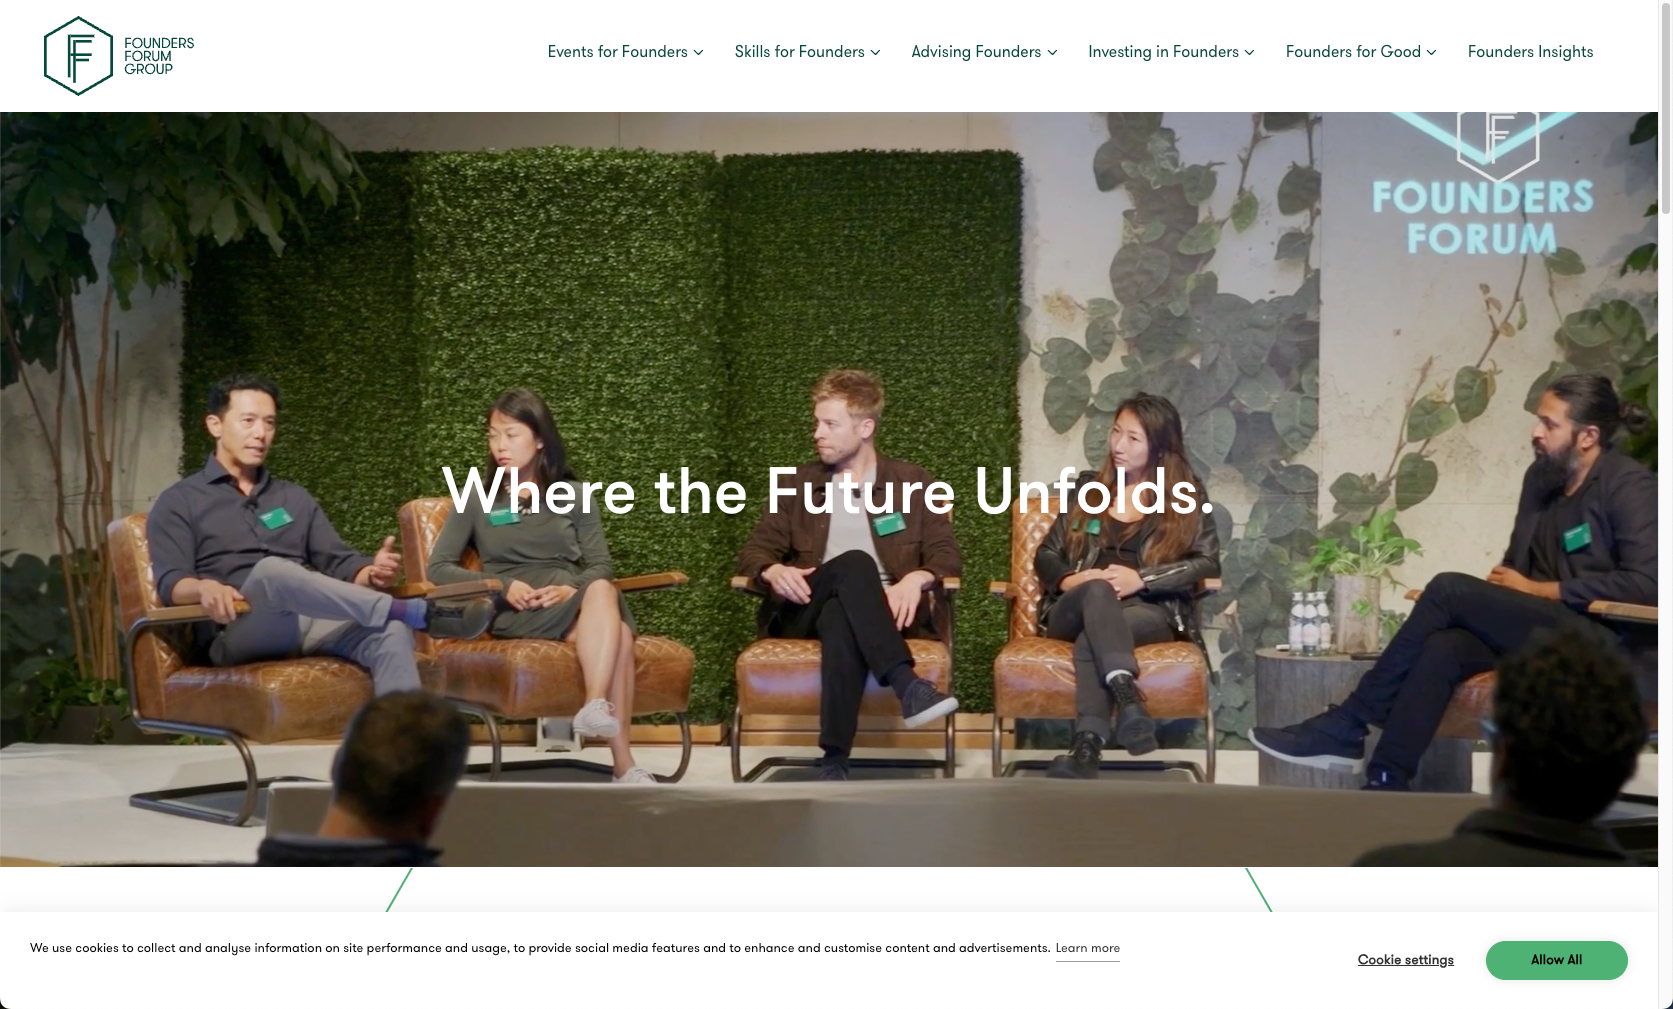 FOUNDERS
FORUM
GROUP
Events for Founders
Skills for Founders
Advising Founders
Investing in Founders
Founders for Good
Founders Insights
FOUNDERS
FORUM
Where the Future Unfolds.
We use cookies to collect and analyse information on site performance and usage, to provide social media features and to enhance and customise content and advertisements. Learn more
Cookie settings
Allow All